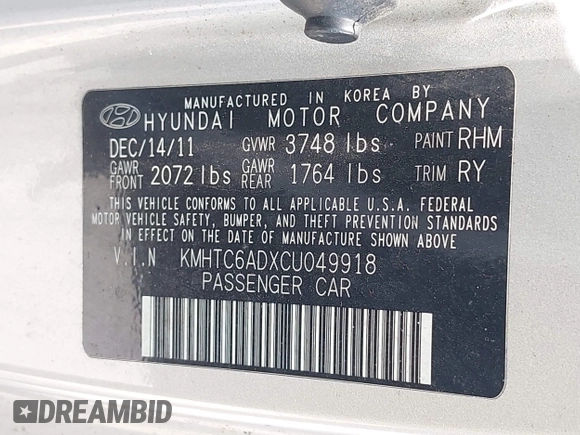 MANUFACTURED IN KOREA BY
HYUNDAI MOTOR COMPANY
DEC/14/11 GVWR 3748 lbs PAINT RHM
GAWR FRONT 2072 lbs GAWR REAR 1764 lbs TRIM RY
THIS VEHICLE CONFORMS TO ALL APPLICABLE U.S.A. FEDERAL
MOTOR VEHICLE SAFETY, BUMPER, AND THEFT PREVENTION STANDARDS
IN EFFECT ON THE DATE OF MANUFACTURE SHOWN ABOVE
V.I.N KMHTC6ADXCU049918
PASSENGER CAR
DREAMBID